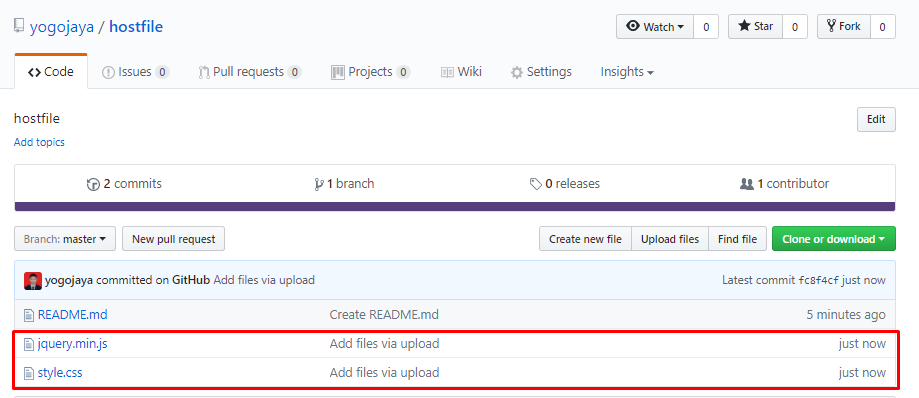 yogojaya / hostfile
Watch 0 Star 0 Fork 0
Code Issues 0 Pull requests 0 Projects 0 Wiki Settings Insights
hostfile Edit
Add topics
2 commits 1 branch 0 releases 1 contributor
Branch: master New pull request Create new file Upload files Find file Clone or download
yogojaya committed on GitHub Add files via upload Latest commit fc8f4cf just now
README.md Create README.md 5 minutes ago
jquery.min.js Add files via upload just now
style.css Add files via upload just now